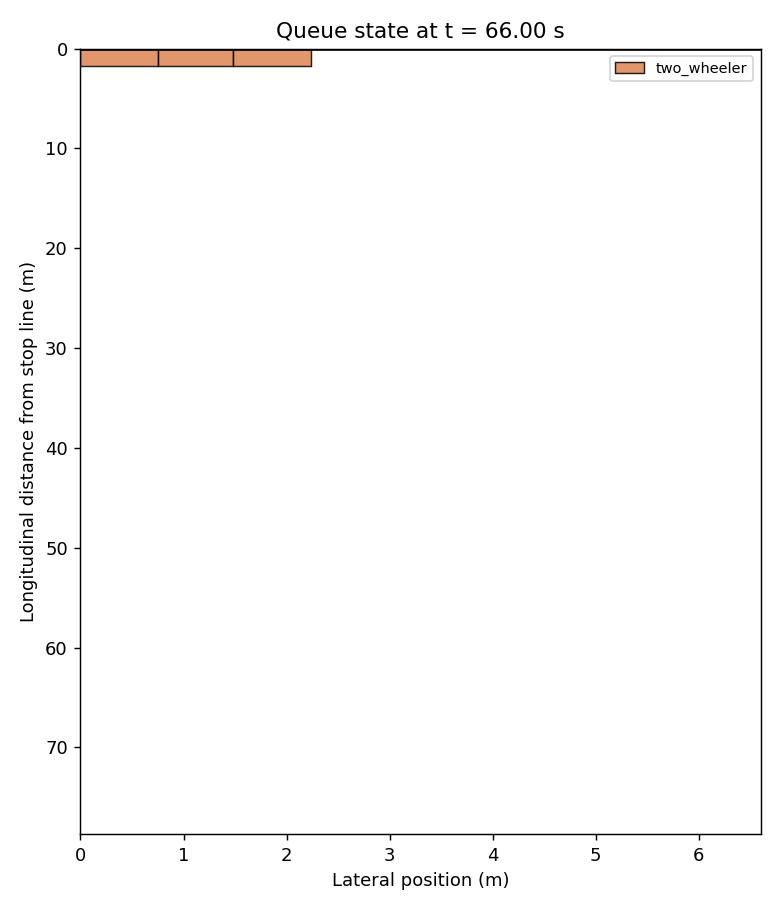 Queue state at t = 66.00 s
two_wheeler
Longitudinal distance from stop line (m)
0
10
20
30
40
50
60
70
0 1 2 3 4 5 6
Lateral position (m)